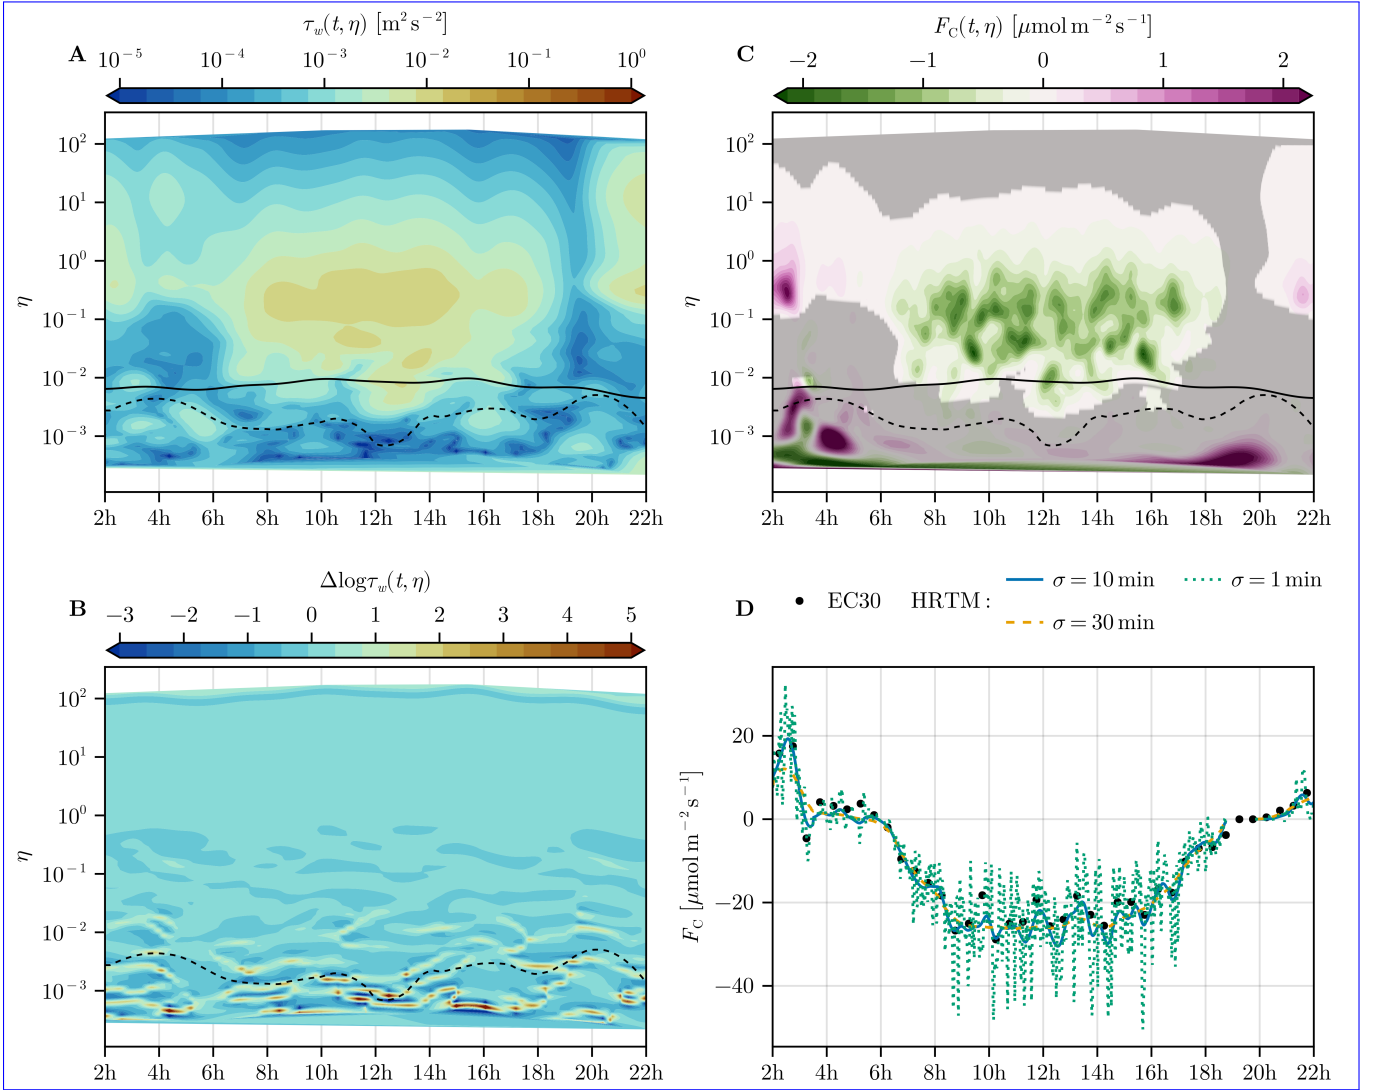 τ_w(t, η) [m² s⁻²]
A
10⁻⁵ 10⁻⁴ 10⁻³ 10⁻² 10⁻¹ 10⁰
10²
10¹
10⁰
10⁻¹
10⁻²
10⁻³
η
2h 4h 6h 8h 10h 12h 14h 16h 18h 20h 22h
F_C(t, η) [μmol m⁻² s⁻¹]
C
−2 −1 0 1 2
10²
10¹
10⁰
10⁻¹
10⁻²
10⁻³
η
2h 4h 6h 8h 10h 12h 14h 16h 18h 20h 22h
Δlogτ_w(t, η)
B
−3 −2 −1 0 1 2 3 4 5
10²
10¹
10⁰
10⁻¹
10⁻²
10⁻³
η
2h 4h 6h 8h 10h 12h 14h 16h 18h 20h 22h
D
EC30 HRTM :
σ = 10 min σ = 1 min
σ = 30 min
20
0
−20
−40
F_C [μmol m⁻² s⁻¹]
2h 4h 6h 8h 10h 12h 14h 16h 18h 20h 22h